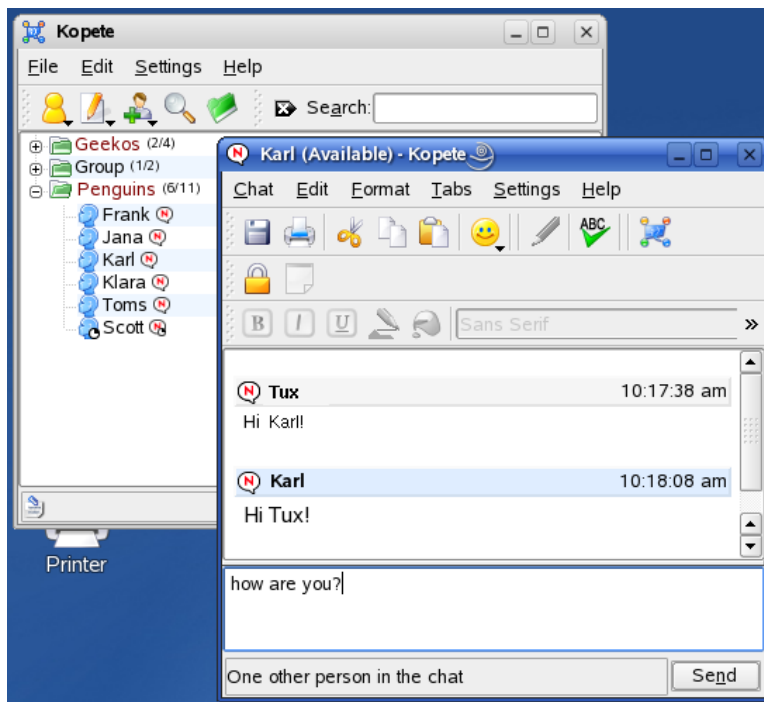 Kopete
File Edit Settings Help
Search:
Geekos (2/4)
Group (1/2)
Penguins (6/11)
Frank N
Jana N
Karl N
Klara N
Toms N
Scott N
Printer
N Karl (Available) - Kopete
Chat Edit Format Tabs Settings Help
ABC
B I U Sans Serif »
N Tux 10:17:38 am
Hi Karl!
N Karl 10:18:08 am
Hi Tux!
how are you?
One other person in the chat Send